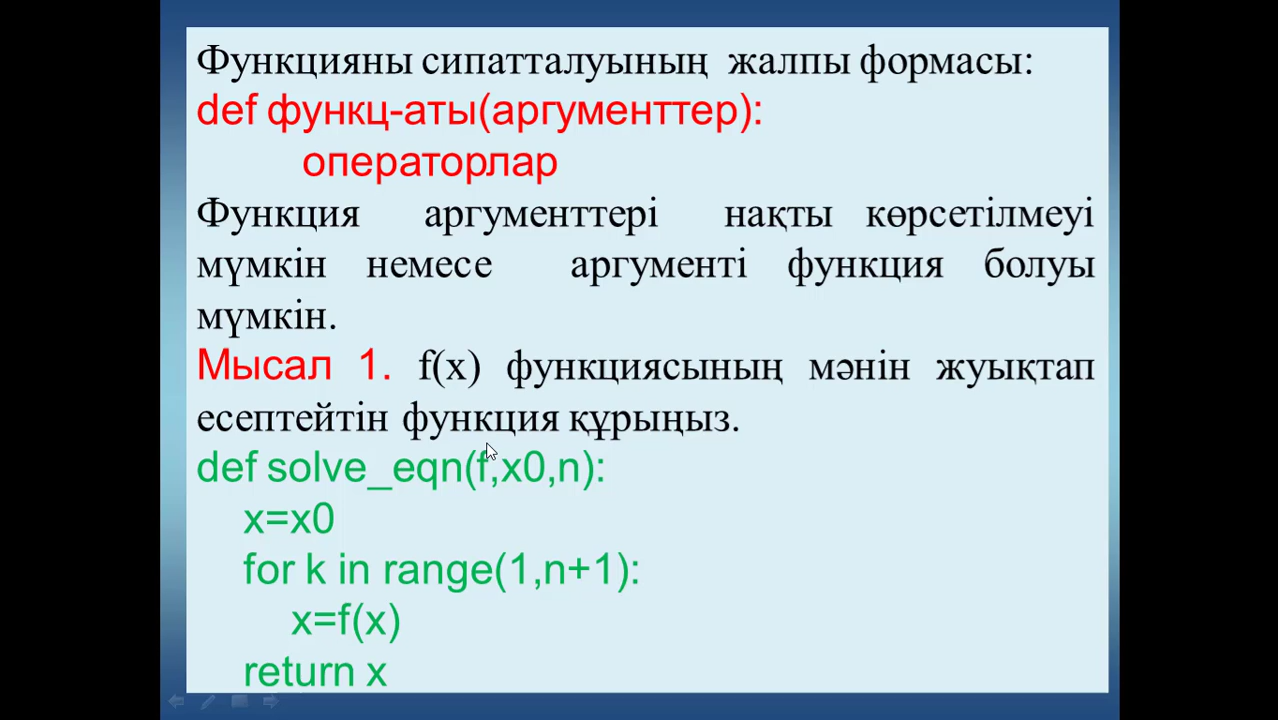 Функцияны сипатталуының жалпы формасы:
def функц-аты(аргументтер):
операторлар
Функция аргументтері нақты көрсетілмеуі
мүмкін немесе аргументі функция болуы
мүмкін.
Мысал 1. f(x) функциясының мәнін жуықтап
есептейтін функция құрыңыз.
def solve_eqn(f,x0,n):
x=x0
for k in range(1,n+1):
x=f(x)
return x